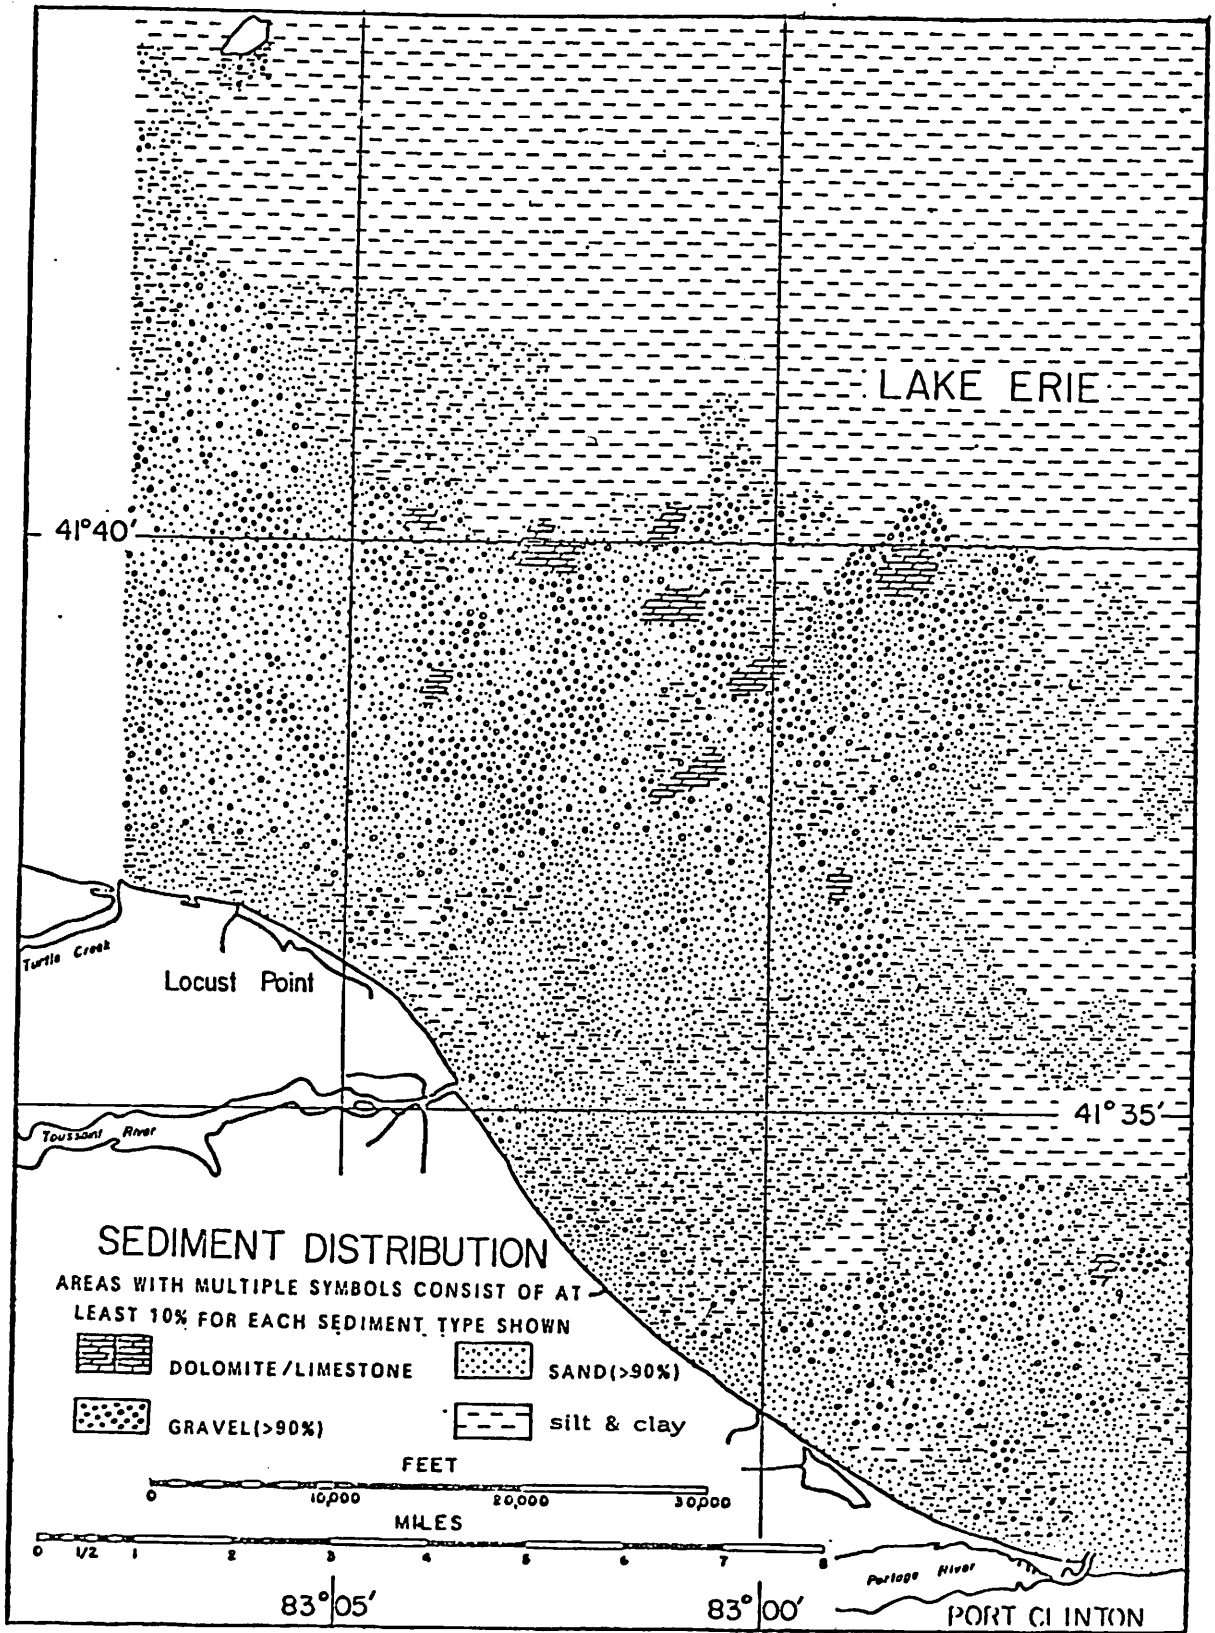 LAKE ERIE
41°40'
Turtle Creek
Locust Point
41°35'
Toussant River
SEDIMENT DISTRIBUTION
AREAS WITH MULTIPLE SYMBOLS CONSIST OF AT
LEAST 10% FOR EACH SEDIMENT TYPE SHOWN
DOLOMITE/LIMESTONE
SAND(>90%)
GRAVEL(>90%)
silt & clay
FEET
0 10,000 20,000 30,000
MILES
0 1/2 1 2 3 4 5 6 7 8
Portage River
83°05' 83°00' PORT CLINTON